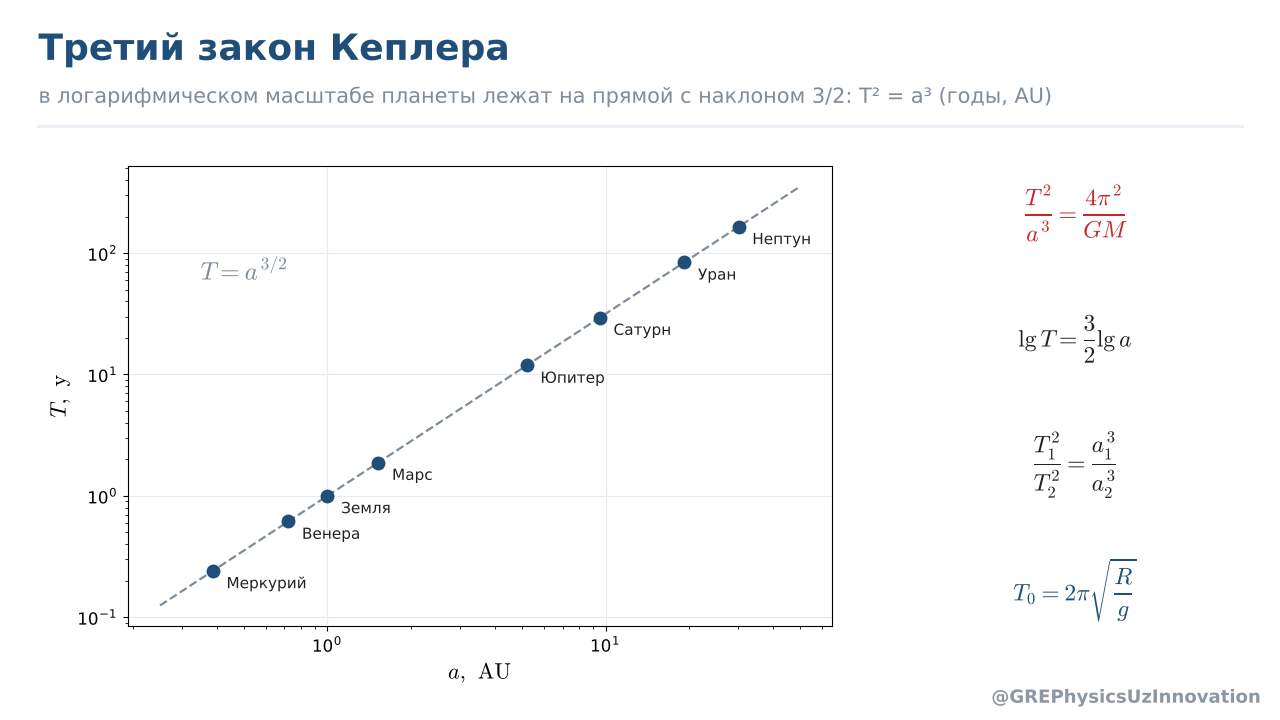 Третий закон Кеплера
в логарифмическом масштабе планеты лежат на прямой с наклоном 3/2: T² = a³ (годы, AU)
T = a^{3/2}
Нептун
Уран
Сатурн
Юпитер
Марс
Земля
Венера
Меркурий
10²
10¹
10⁰
10⁻¹
T, y
10⁰ 10¹
a, AU
T²/a³ = 4π²/GM
lg T = 3/2 lg a
T₁²/T₂² = a₁³/a₂³
T₀ = 2π√(R/g)
@GREPhysicsUzInnovation